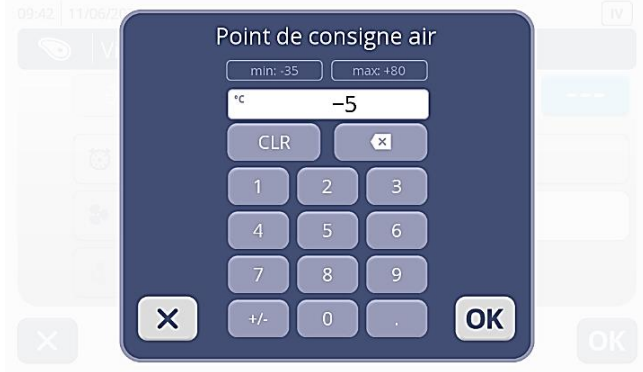 09:42 11/06/20
IV
Vi
Point de consigne air
min: -35 max: +80
°C −5
CLR
1 2 3
4 5 6
7 8 9
+/- 0 .
OK
OK